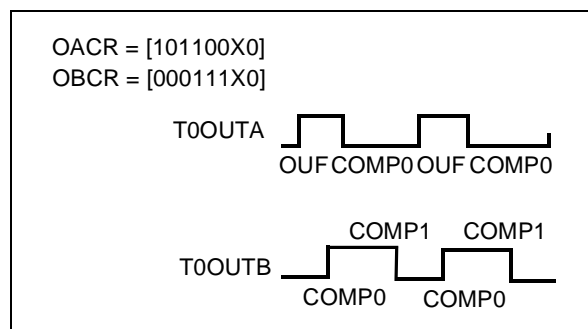 OACR = [101100X0]
OBCR = [000111X0]
T0OUTA
OUF COMP0 OUF COMP0
COMP1 COMP1
T0OUTB
COMP0 COMP0